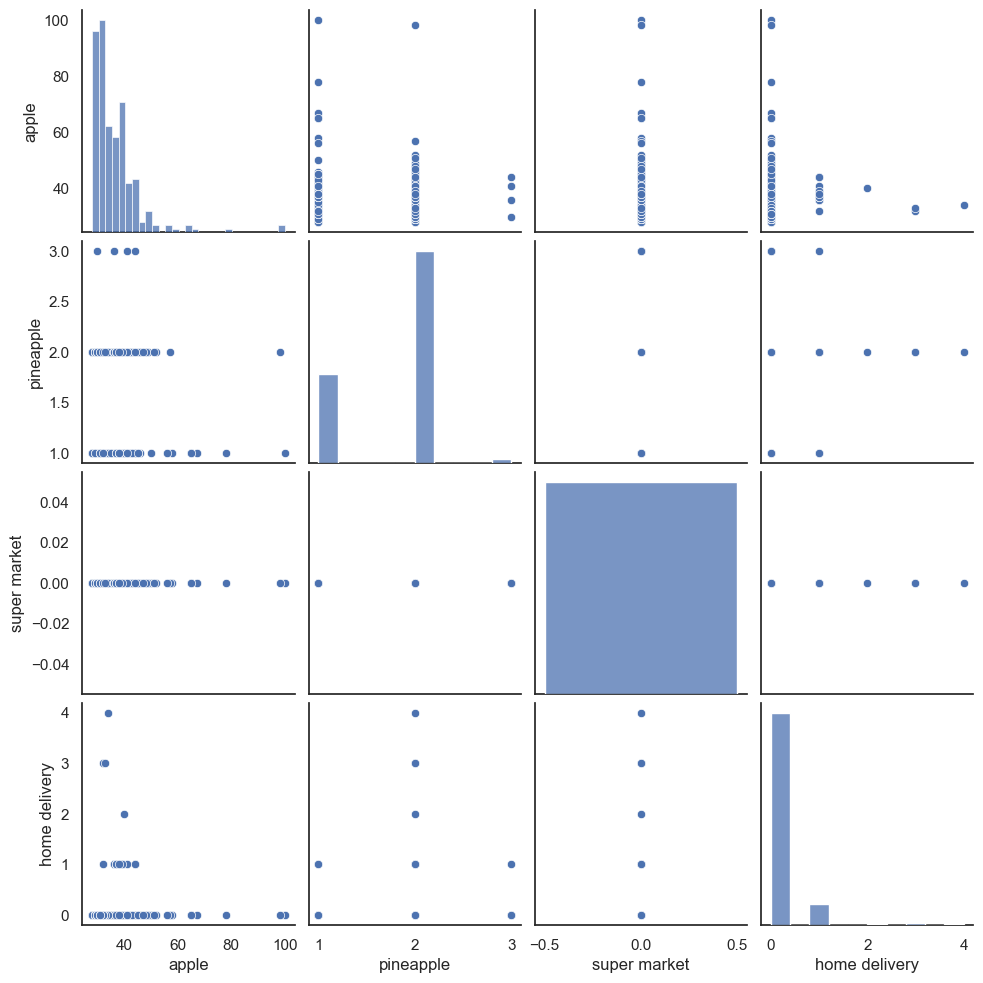 100
80
60
40
apple
3.0
2.5
2.0
1.5
1.0
pineapple
0.04
0.02
0.00
−0.02
−0.04
super market
4
3
2
1
0
home delivery
40 60 80 100
apple
1 2 3
pineapple
−0.5 0.0 0.5
super market
0 2 4
home delivery